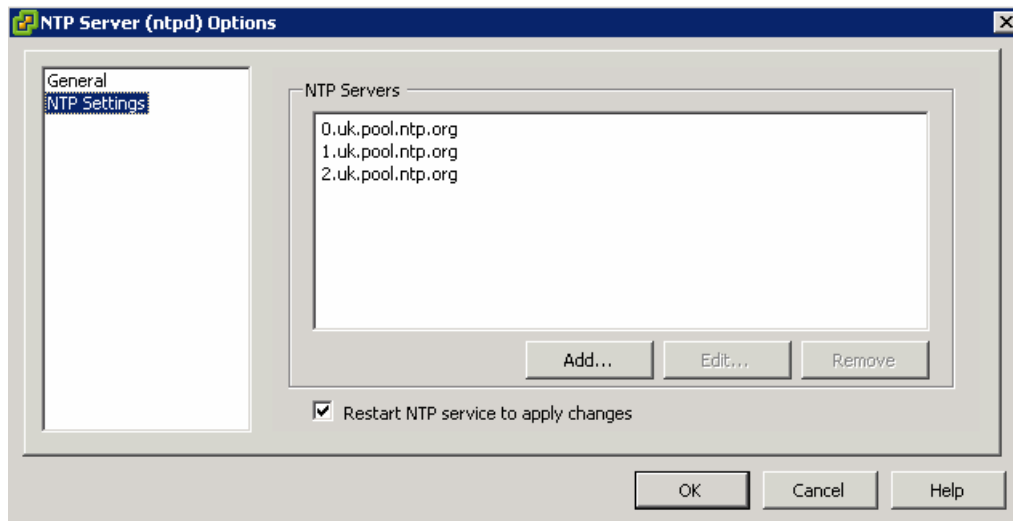 NTP Server (ntpd) Options
General
NTP Settings
NTP Servers
0.uk.pool.ntp.org
1.uk.pool.ntp.org
2.uk.pool.ntp.org
Add... Edit... Remove
Restart NTP service to apply changes
OK Cancel Help